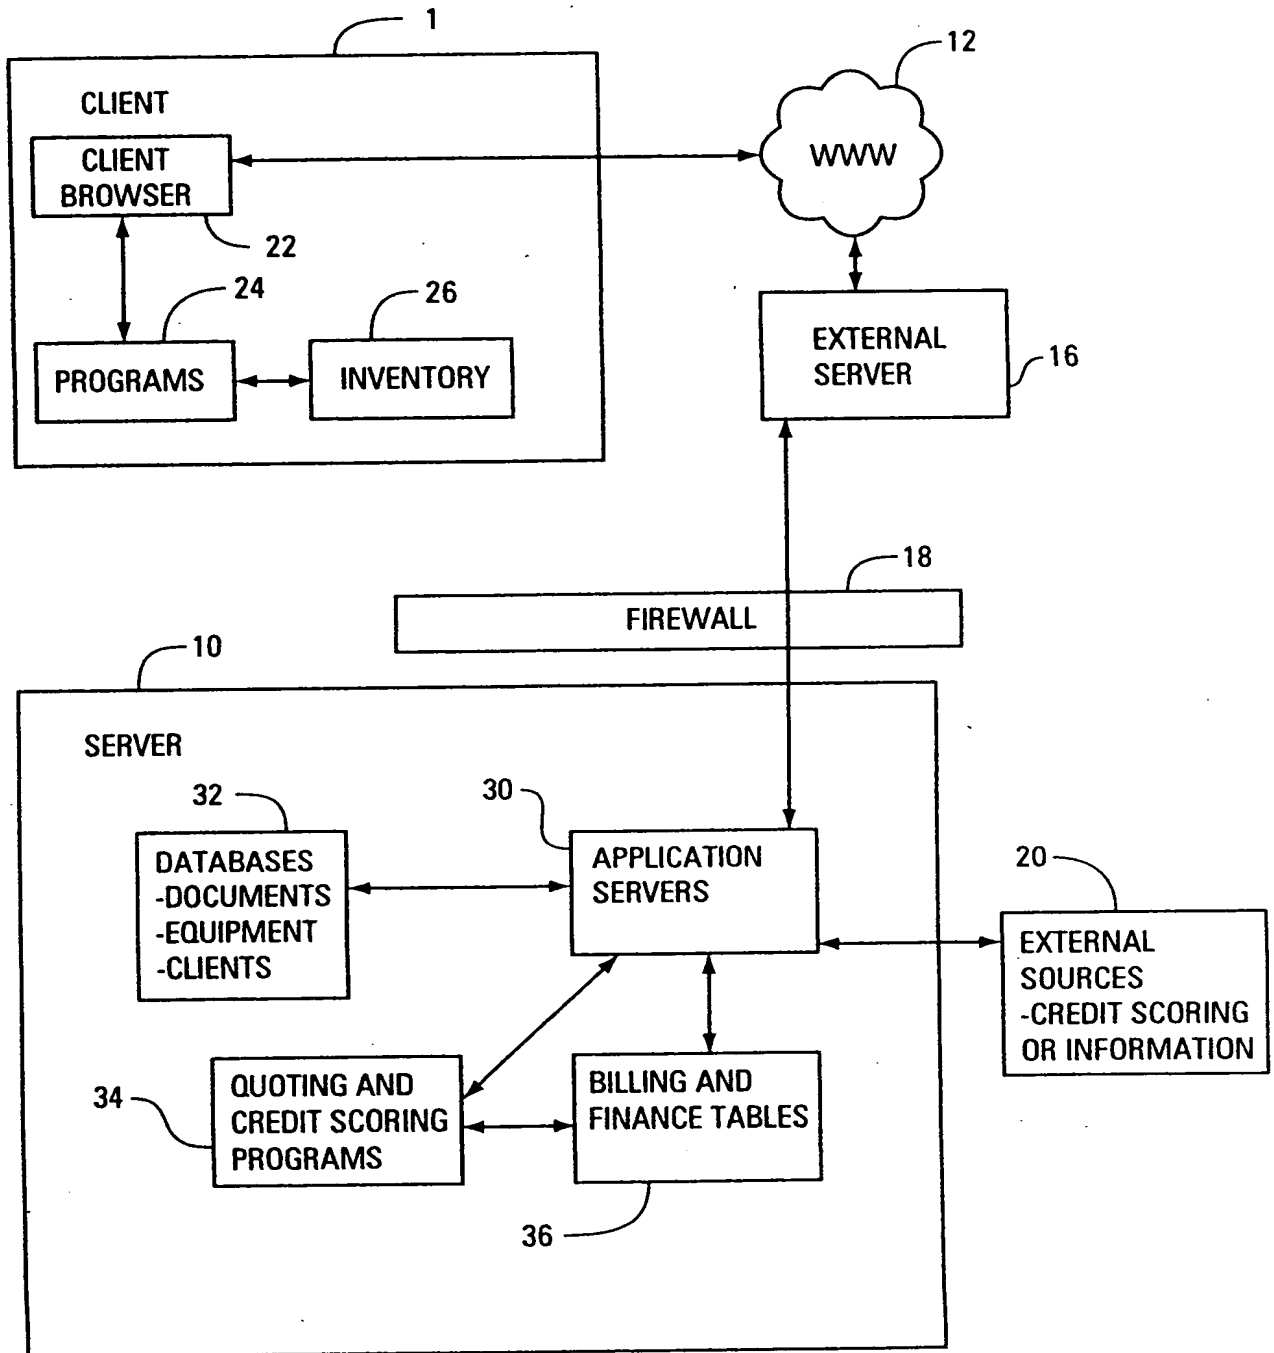 1
12
CLIENT
CLIENT
BROWSER
WWW
22
24
26
PROGRAMS
INVENTORY
EXTERNAL
SERVER
16
18
FIREWALL
10
SERVER
32
30
DATABASES
-DOCUMENTS
-EQUIPMENT
-CLIENTS
APPLICATION
SERVERS
20
EXTERNAL
SOURCES
-CREDIT SCORING
OR INFORMATION
34
QUOTING AND
CREDIT SCORING
PROGRAMS
BILLING AND
FINANCE TABLES
36